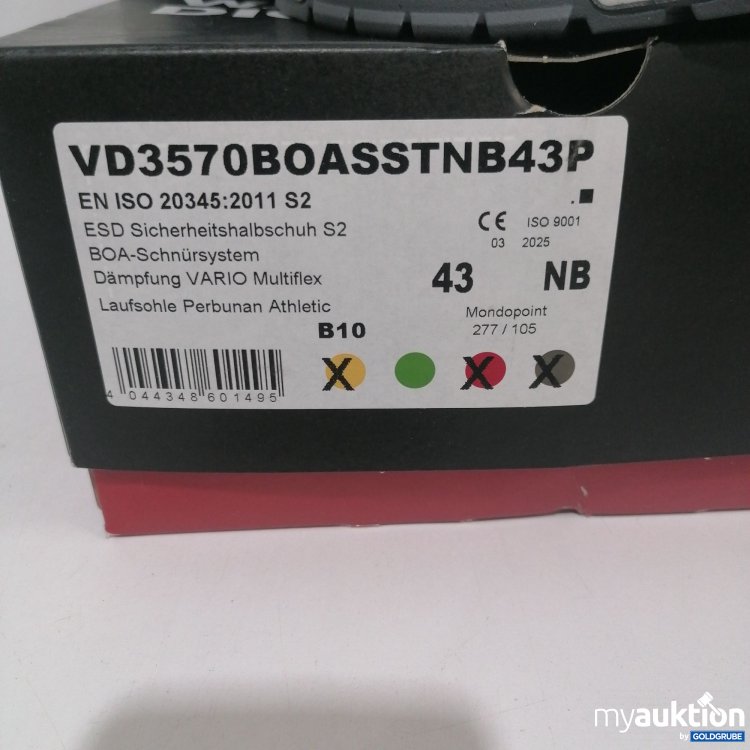 VD3570BOASSTNB43P
EN ISO 20345:2011 S2
ESD Sicherheitshalbschuh S2
BOA-Schnürsystem
Dämpfung VARIO Multiflex
Laufsohle Perbunan Athletic
CE ISO 9001
03 2025
43 NB
Mondopoint
277 / 105
B10
X X X
4 044348 601495
myauktion
by GOLDGRUBE